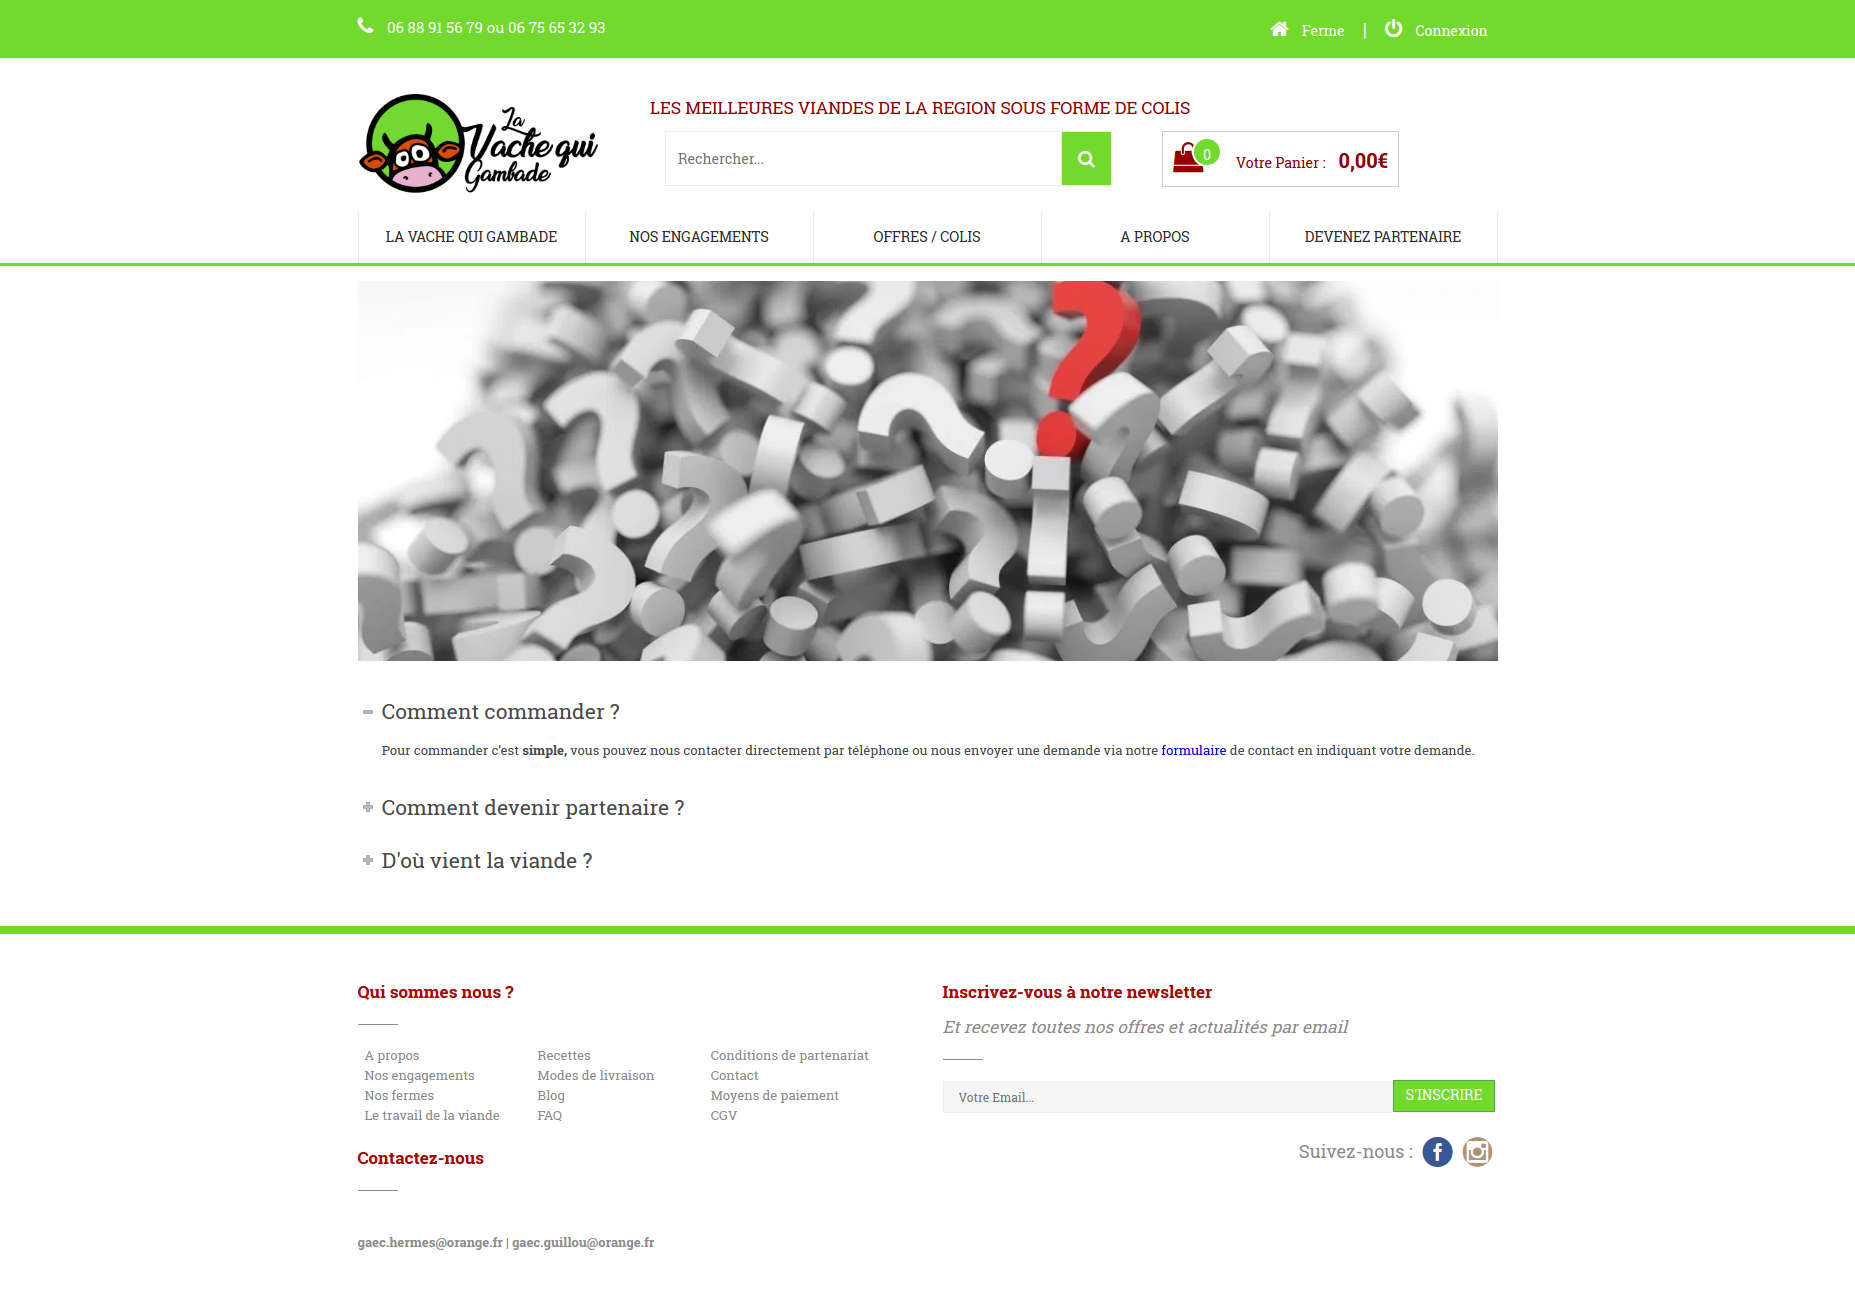 06 88 91 56 79 ou 06 75 65 32 93
Ferme | Connexion
La
Vache qui
Gambade
LES MEILLEURES VIANDES DE LA REGION SOUS FORME DE COLIS
Rechercher...
0
Votre Panier : 0,00€
LA VACHE QUI GAMBADE
NOS ENGAGEMENTS
OFFRES / COLIS
A PROPOS
DEVENEZ PARTENAIRE
Comment commander ?
Pour commander c'est simple, vous pouvez nous contacter directement par téléphone ou nous envoyer une demande via notre formulaire de contact en indiquant votre demande.
Comment devenir partenaire ?
D'où vient la viande ?
Qui sommes nous ?
A propos
Nos engagements
Nos fermes
Le travail de la viande
Recettes
Modes de livraison
Blog
FAQ
Conditions de partenariat
Contact
Moyens de paiement
CGV
Contactez-nous
gaec.hermes@orange.fr | gaec.guillou@orange.fr
Inscrivez-vous à notre newsletter
Et recevez toutes nos offres et actualités par email
Votre Email...
S'INSCRIRE
Suivez-nous :